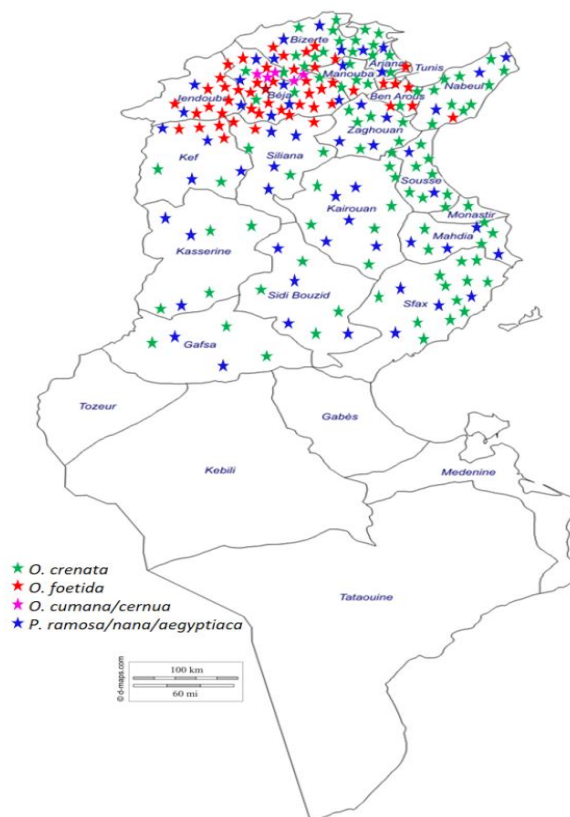 Bizerte
Ariana
Tunis
Manouba
Nabeul
Béja
Jendouba
Ben Arous
Zaghouan
Kef
Siliana
Sousse
Kairouan
Monastir
Mahdia
Kasserine
Sidi Bouzid
Sfax
Gafsa
Tozeur
Gabès
Kebili
Medenine
O. crenata
O. foetida
O. cumana/cernua
P. ramosa/nana/aegyptiaca
Tataouine
100 km
60 mi
© d-maps.com